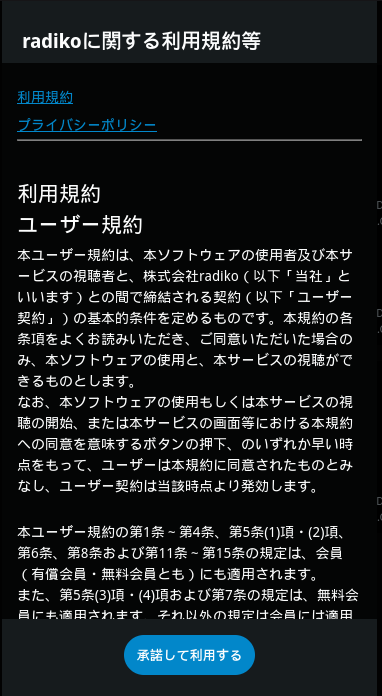 radikoに関する利用規約等
利用規約
プライバシーポリシー
利用規約
ユーザー規約
本ユーザー規約は、本ソフトウェアの使用者及び本サ
ービスの視聴者と、株式会社radiko（以下「当社」と
いいます）との間で締結される契約（以下「ユーザー
契約」）の基本的条件を定めるものです。本規約の各
条項をよくお読みいただき、ご同意いただいた場合の
み、本ソフトウェアの使用と、本サービスの視聴がで
きるものとします。
なお、本ソフトウェアの使用もしくは本サービスの視
聴の開始、または本サービスの画面等における本規約
への同意を意味するボタンの押下、のいずれか早い時
点をもって、ユーザーは本規約に同意されたものとみ
なし、ユーザー契約は当該時点より発効します。
本ユーザー規約の第1条～第4条、第5条(1)項・(2)項、
第6条、第8条および第11条～第15条の規定は、会員
（有償会員・無料会員とも）にも適用されます。
また、第5条(3)項・(4)項および第7条の規定は、無料会
員にも適用されます。それ以外の規定は会員には適用
承諾して利用する